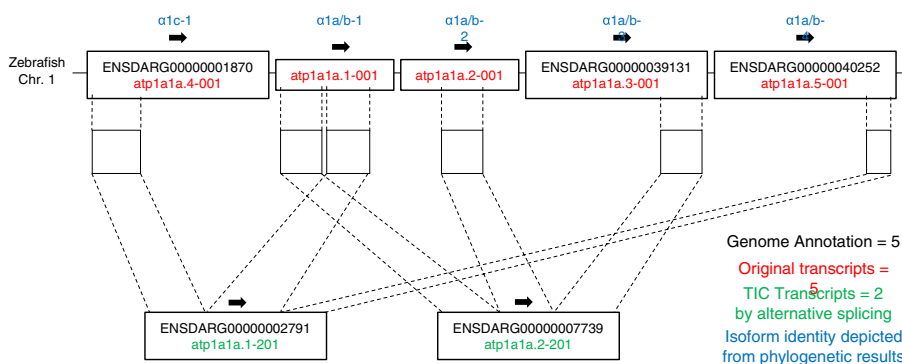 α1c-1 α1a/b-1 α1a/b-2 α1a/b-3 α1a/b-4
Zebrafish Chr. 1
ENSDARG00000001870
atp1a1a.4-001
atp1a1a.1-001
atp1a1a.2-001
ENSDARG00000039131
atp1a1a.3-001
ENSDARG00000040252
atp1a1a.5-001
Genome Annotation = 5
Original transcripts = 5
TIC Transcripts = 2
by alternative splicing
Isoform identity depicted
from phylogenetic results
ENSDARG00000002791
atp1a1a.1-201
ENSDARG00000007739
atp1a1a.2-201